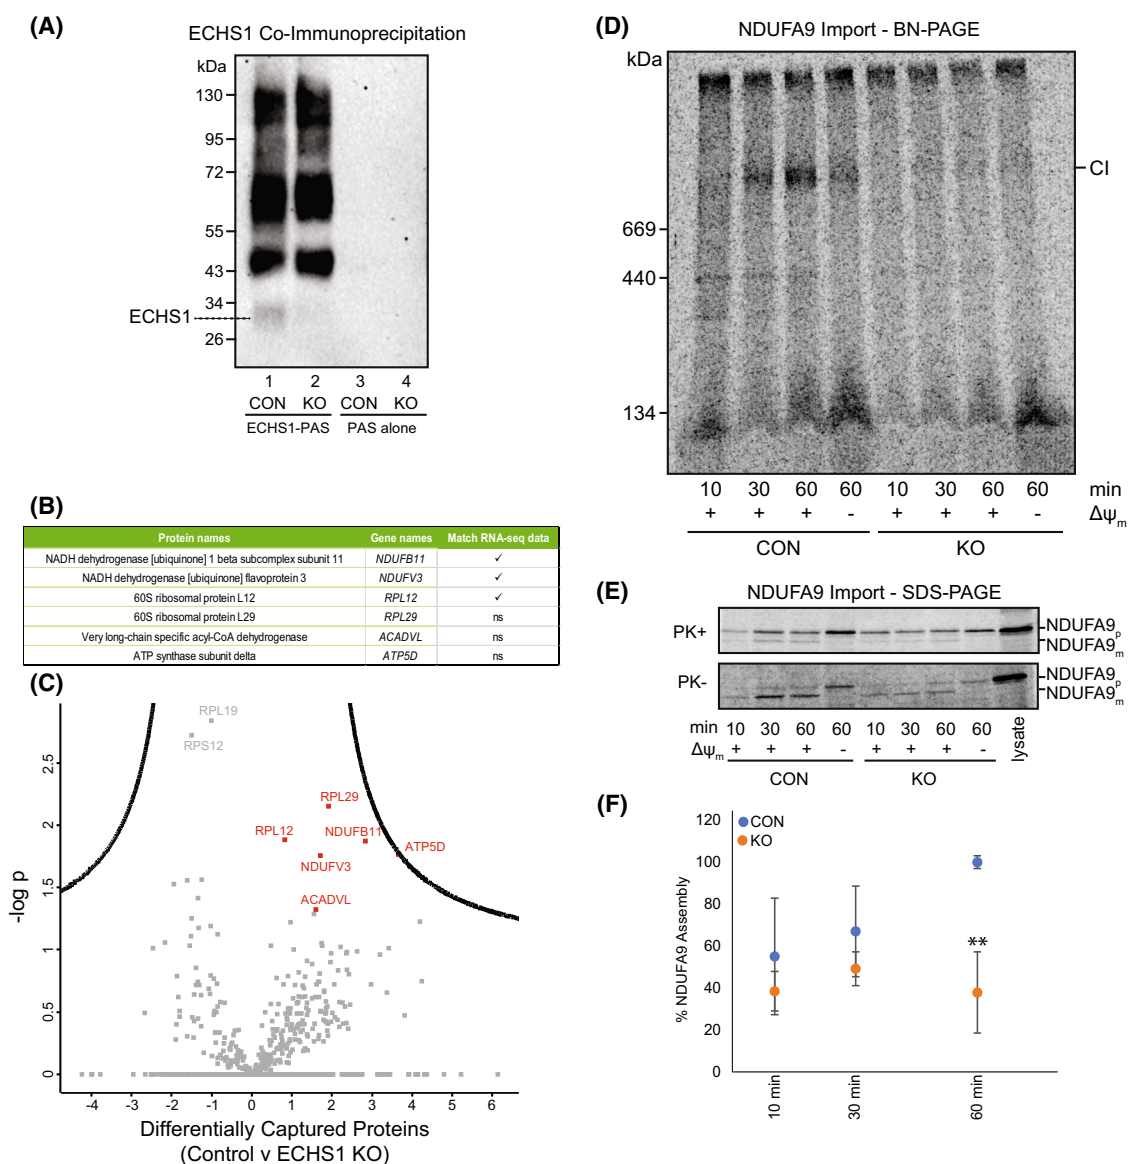 (A)
ECHS1 Co-Immunoprecipitation
kDa
130
95
72
55
43
34
ECHS1
26
1 2 3 4
CON KO CON KO
ECHS1-PAS PAS alone
(B)
Protein names Gene names Match RNA-seq data
NADH dehydrogenase [ubiquinone] 1 beta subcomplex subunit 11 NDUFB11 ✓
NADH dehydrogenase [ubiquinone] flavoprotein 3 NDUFV3 ✓
60S ribosomal protein L12 RPL12 ✓
60S ribosomal protein L29 RPL29 ns
Very long-chain specific acyl-CoA dehydrogenase ACADVL ns
ATP synthase subunit delta ATP5D ns
(C)
RPL19
RPS12
RPL29
RPL12
NDUFB11
ATP5D
NDUFV3
ACADVL
-log p
2.5
2
1.5
1
0.5
0
-4 -3 -2 -1 0 1 2 3 4 5 6
Differentially Captured Proteins
(Control v ECHS1 KO)
(D)
NDUFA9 Import - BN-PAGE
kDa
CI
669
440
134
10 30 60 60 10 30 60 60 min
+ + + - + + + - Δψm
CON KO
(E)
NDUFA9 Import - SDS-PAGE
PK+
NDUFA9p
NDUFA9m
PK-
NDUFA9p
NDUFA9m
min 10 30 60 60 10 30 60 60
Δψm + + + - + + + -
lysate
CON KO
(F)
120
100
80
60
40
20
0
CON
KO
**
% NDUFA9 Assembly
10 min
30 min
60 min